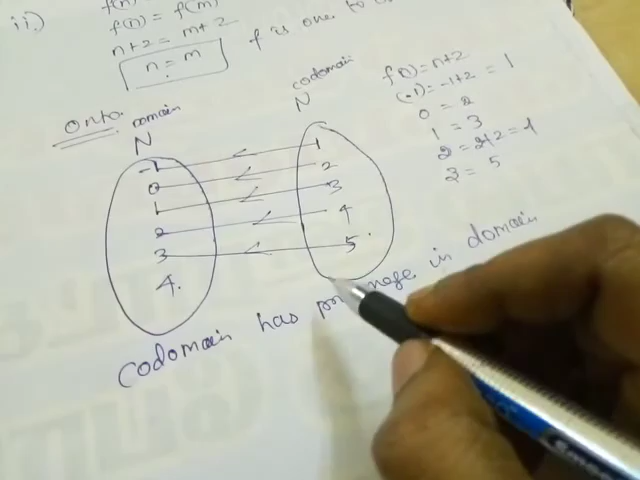 ii.)
f(n) = f(m)
n+2 = m+2
n = m
f is one to
onto.
domain
N
codomain
N
-1
0
1
2
3
4.
1
2
3
4
5.
f(n) = n+2
(-1) = -1+2 = 1
0 = 2
1 = 3
2 = 2+2 = 4
3 = 5
codomain has pre image in domain